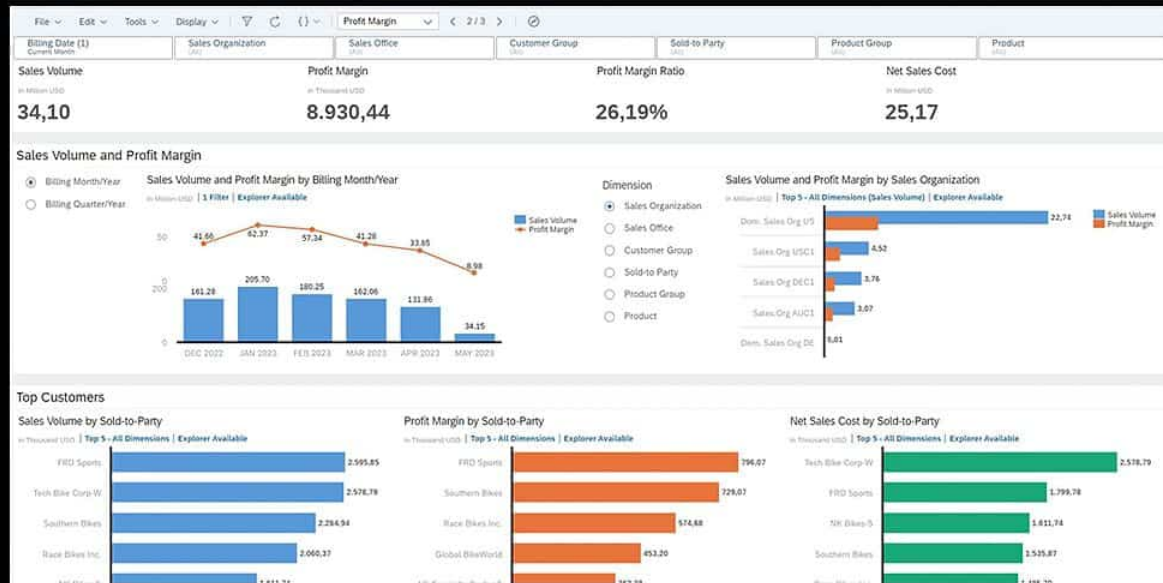 File Edit Tools Display { } Profit Margin 2 / 3
Billing Date (1) Sales Organization Sales Office Customer Group Sold-to Party Product Group Product
Current Month (All) (All) (All) (All) (All) (All)
Sales Volume Profit Margin Profit Margin Ratio Net Sales Cost
in Million USD in Thousand USD in Million USD
34,10 8.930,44 26,19% 25,17
Sales Volume and Profit Margin
Billing Month/Year
Billing Quarter/Year
Sales Volume and Profit Margin by Billing Month/Year
in Million USD | 1 Filter | Explorer Available
Sales Volume
Profit Margin
50
41.66 62.37 57,34 41.28 33.85 8.98
0
200
161.28 205.70 180.25 162.06 131.86 34.15
0
DEC 2022 JAN 2023 FEB 2023 MAR 2023 APR 2023 MAY 2023
Dimension
Sales Organization
Sales Office
Customer Group
Sold-to Party
Product Group
Product
Sales Volume and Profit Margin by Sales Organization
in Million USD | Top 5 - All Dimensions (Sales Volume) | Explorer Available
Dom. Sales Org US 22,74
Sales Org USC1 4,52
Sales Org DEC1 3,76
Sales Org AUC1 3,07
Dom. Sales Org DE 0,01
Sales Volume
Profit Margin
Top Customers
Sales Volume by Sold-to-Party
in Thousand USD | Top 5 - All Dimensions | Explorer Available
FRD Sports 2.595,85
Tech Bike Corp-W 2.578,79
Southern Bikes 2.284,94
Race Bikes Inc. 2.060,37
1.811,74
Profit Margin by Sold-to-Party
in Thousand USD | Top 5 - All Dimensions | Explorer Available
FRD Sports 796,07
Southern Bikes 729,07
Race Bikes Inc. 574,68
Global BikeWorld 453,20
Net Sales Cost by Sold-to-Party
in Thousand USD | Top 5 - All Dimensions | Explorer Available
Tech Bike Corp-W 2.578,79
FRD Sports 1.799,78
NK Bikes-S 1.611,74
Southern Bikes 1.535,87